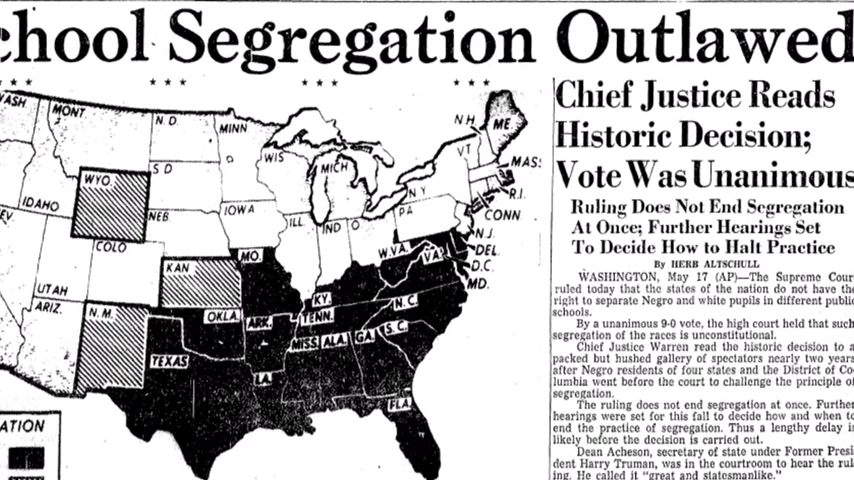 chool Segregation Outlawed
Chief Justice Reads
Historic Decision;
Vote Was Unanimous
Ruling Does Not End Segregation
At Once; Further Hearings Set
To Decide How to Halt Practice
By HERB ALTSCHULL
WASHINGTON, May 17 (AP)—The Supreme Cour
ruled today that the states of the nation do not have the
right to separate Negro and white pupils in different public
schools.
By a unanimous 9-0 vote, the high court held that such
segregation of the races is unconstitutional.
Chief Justice Warren read the historic decision to a
packed but hushed gallery of spectators nearly two years
after Negro residents of four states and the District of Co
lumbia went before the court to challenge the principle of
segregation.
The ruling does not end segregation at once. Further
hearings were set for this fall to decide how and when to
end the practice of segregation. Thus a lengthy delay is
likely before the decision is carried out.
Dean Acheson, secretary of state under Former Presi
dent Harry Truman, was in the courtroom to hear the rul
ing. He called it "great and statesmanlike."
WASH.
MONT
N.D.
MINN
WIS
MICH
N.H.
VT
ME
MASS
R.I.
CONN
N.Y
PA
N.J.
DEL.
D.C.
MD.
IDAHO
WYO.
S D
NEB
IOWA
ILL.
IND
O
W.VA.
VA.
EV.
UTAH
COLO
KAN
MO.
KY.
N.C.
ARIZ.
N.M.
OKLA.
ARK.
TENN.
S.C.
TEXAS
LA.
MISS.
ALA.
GA.
FLA.
ATION